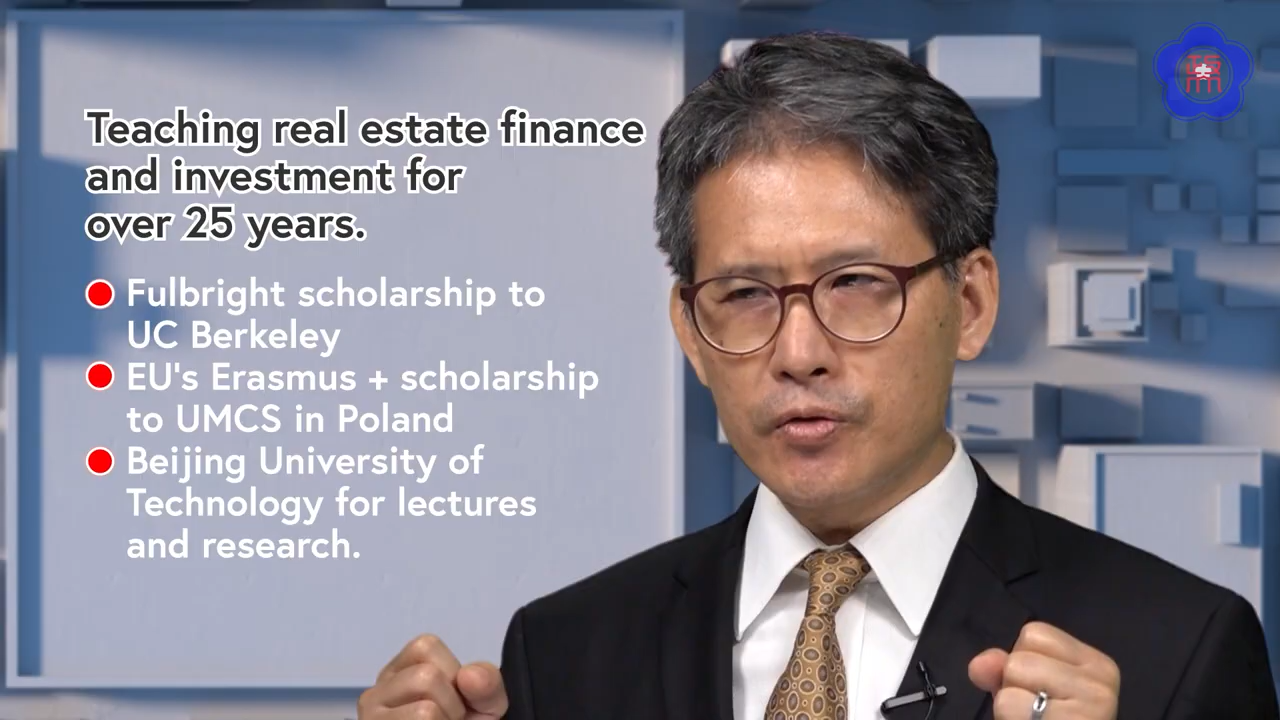 Teaching real estate finance
and investment for
over 25 years.
Fulbright scholarship to
UC Berkeley
EU's Erasmus + scholarship
to UMCS in Poland
Beijing University of
Technology for lectures
and research.